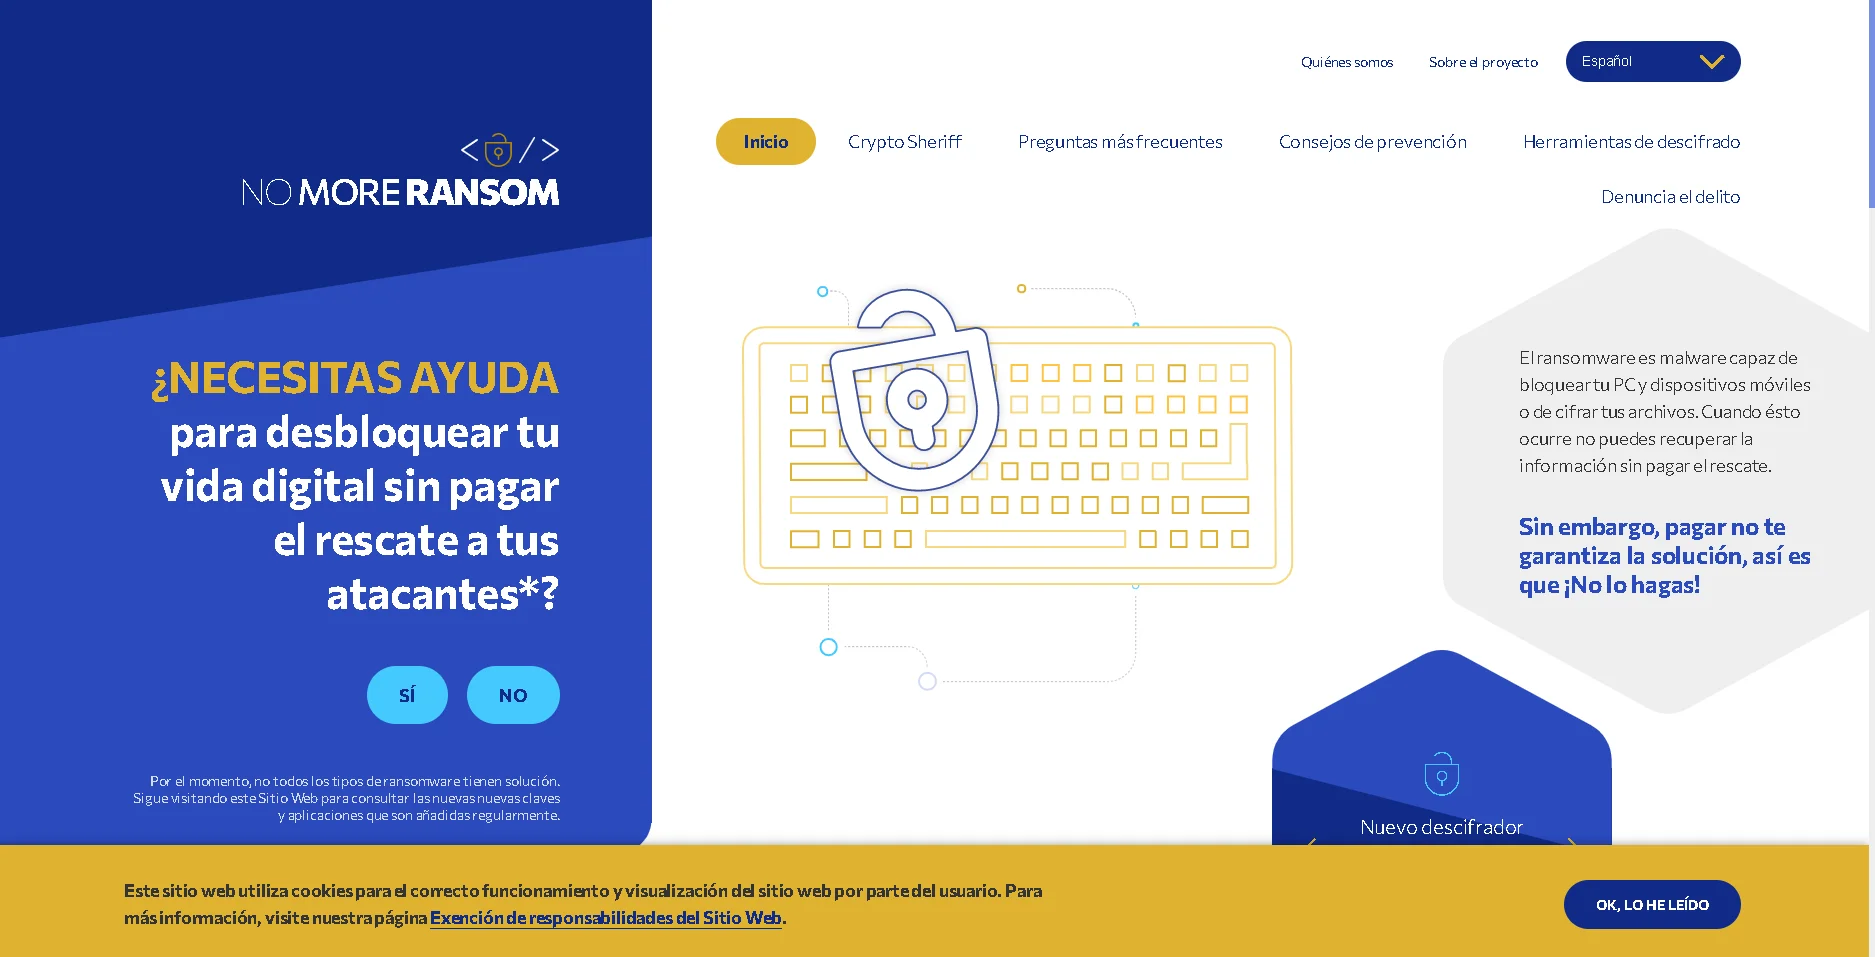 Quiénes somos
Sobre el proyecto
Español
NO MORE RANSOM
Inicio
Crypto Sheriff
Preguntas más frecuentes
Consejos de prevención
Herramientas de descifrado
Denuncia el delito
¿NECESITAS AYUDA
para desbloquear tu
vida digital sin pagar
el rescate a tus
atacantes*?
SÍ
NO
Por el momento, no todos los tipos de ransomware tienen solución.
Sigue visitando este Sitio Web para consultar las nuevas nuevas claves
y aplicaciones que son añadidas regularmente.
El ransomware es malware capaz de
bloquear tu PC y dispositivos móviles
o de cifrar tus archivos. Cuando ésto
ocurre no puedes recuperar la
información sin pagar el rescate.
Sin embargo, pagar no te
garantiza la solución, así es
que ¡No lo hagas!
Nuevo descifrador
Este sitio web utiliza cookies para el correcto funcionamiento y visualización del sitio web por parte del usuario. Para
más información, visite nuestra página Exención de responsabilidades del Sitio Web.
OK, LO HE LEÍDO